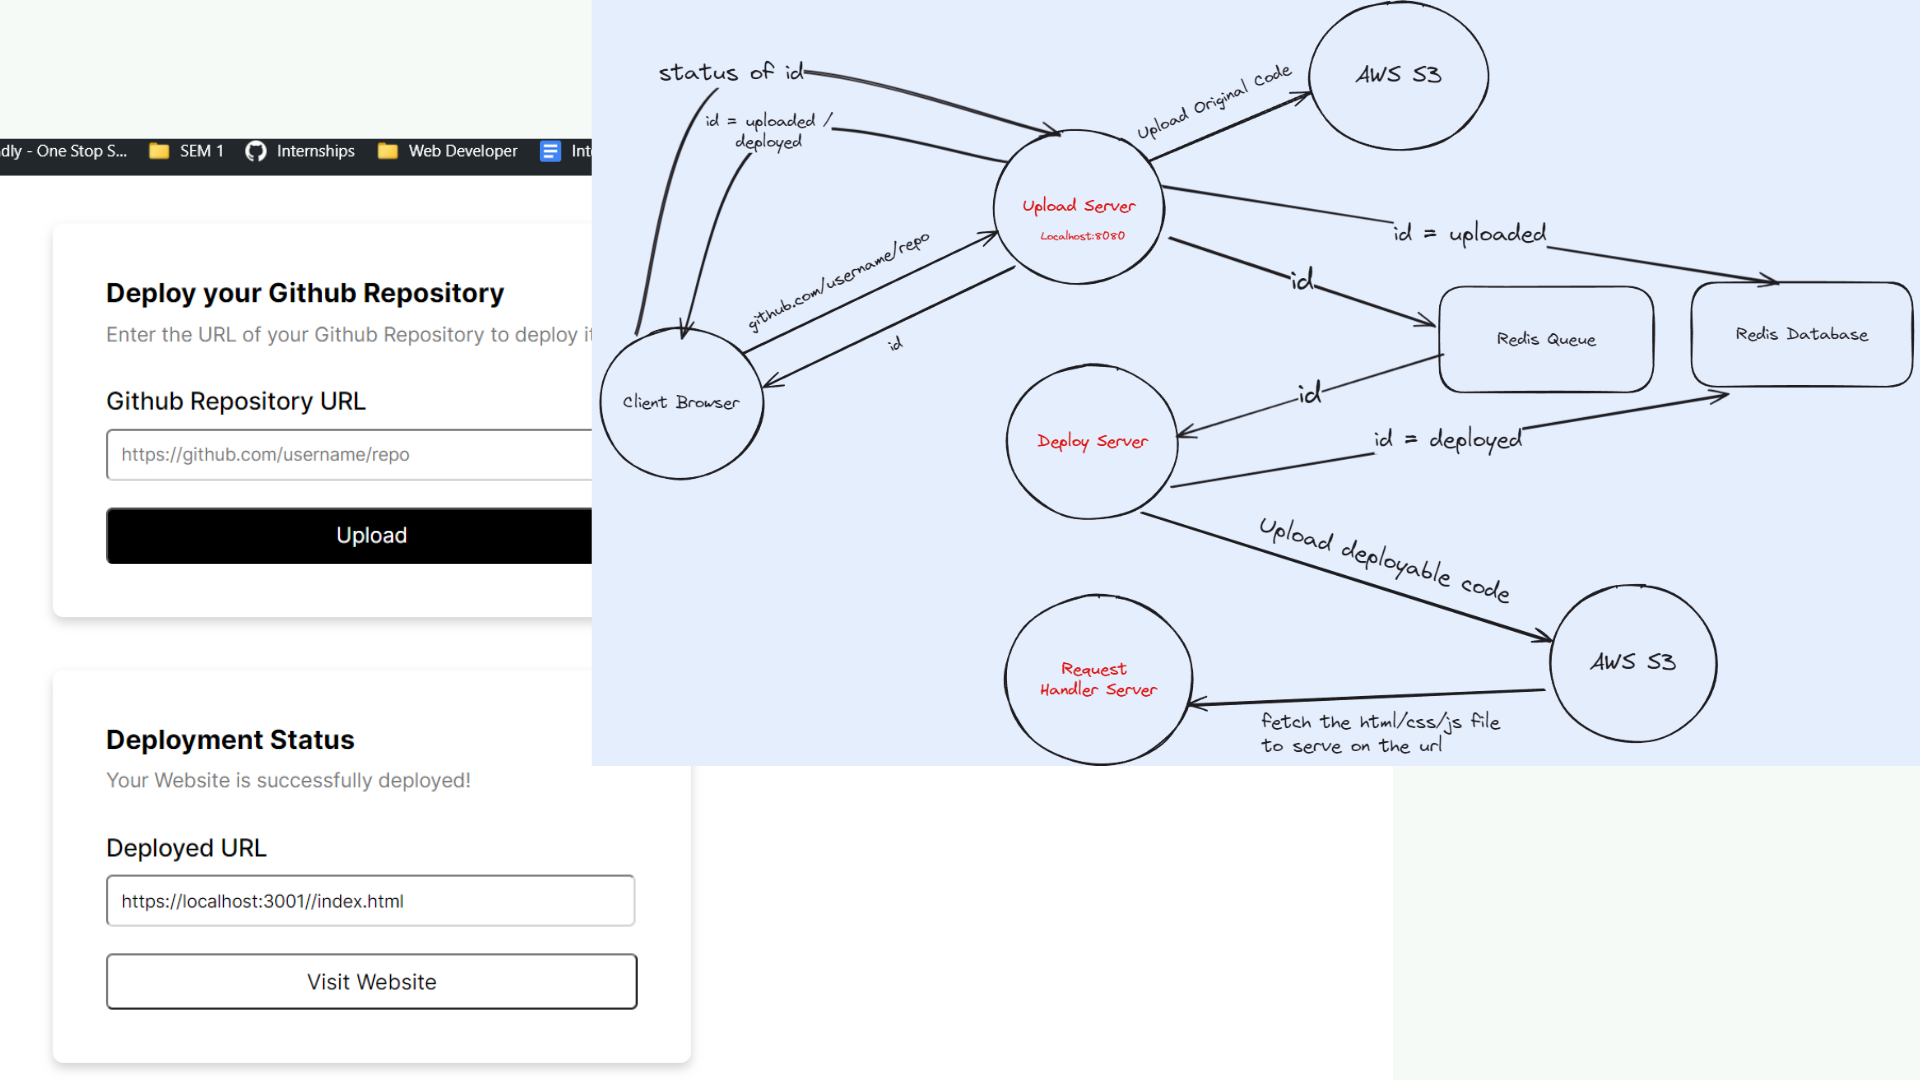 dly - One Stop S...
SEM 1
Internships
Web Developer
Int
Deploy your Github Repository
Enter the URL of your Github Repository to deploy it
Github Repository URL
https://github.com/username/repo
Upload
Deployment Status
Your Website is successfully deployed!
Deployed URL
https://localhost:3001//index.html
Visit Website
status of id
id = uploaded /
deployed
github.com/username/repo
id
Client Browser
Upload Server
Localhost:8080
Upload Original Code
AWS S3
id = uploaded
id
Redis Queue
Redis Database
id
Deploy Server
id = deployed
Upload deployable code
AWS S3
Request
Handler Server
fetch the html/css/js file
to serve on the url